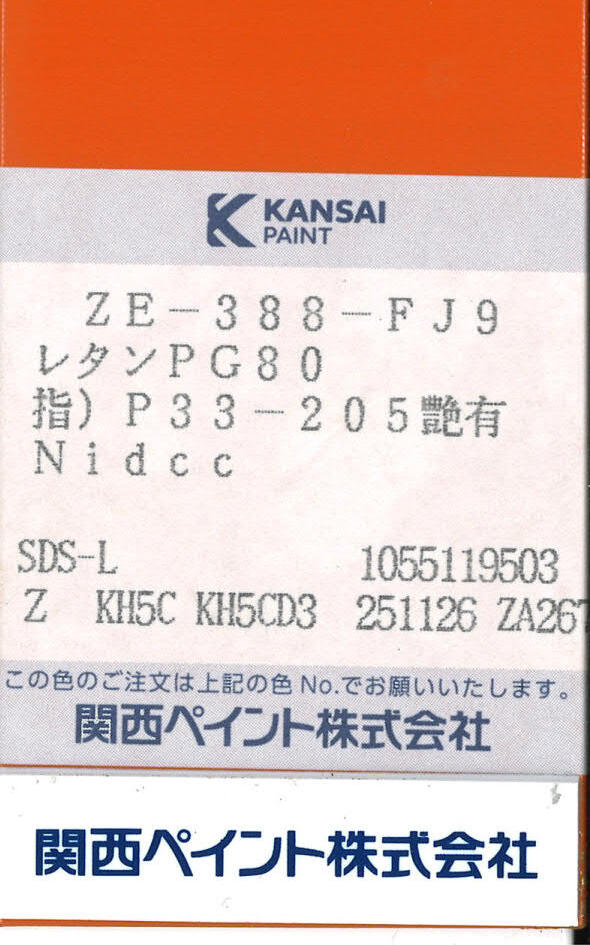 KANSAI
PAINT
ZE-388-FJ9
レタンPG80
指)P33-205艶有
Nidcc
SDS-L 1055119503
Z KH5C KH5CD3 251126 ZA267
この色のご注文は上記の色No.でお願いいたします。
関西ペイント株式会社
関西ペイント株式会社